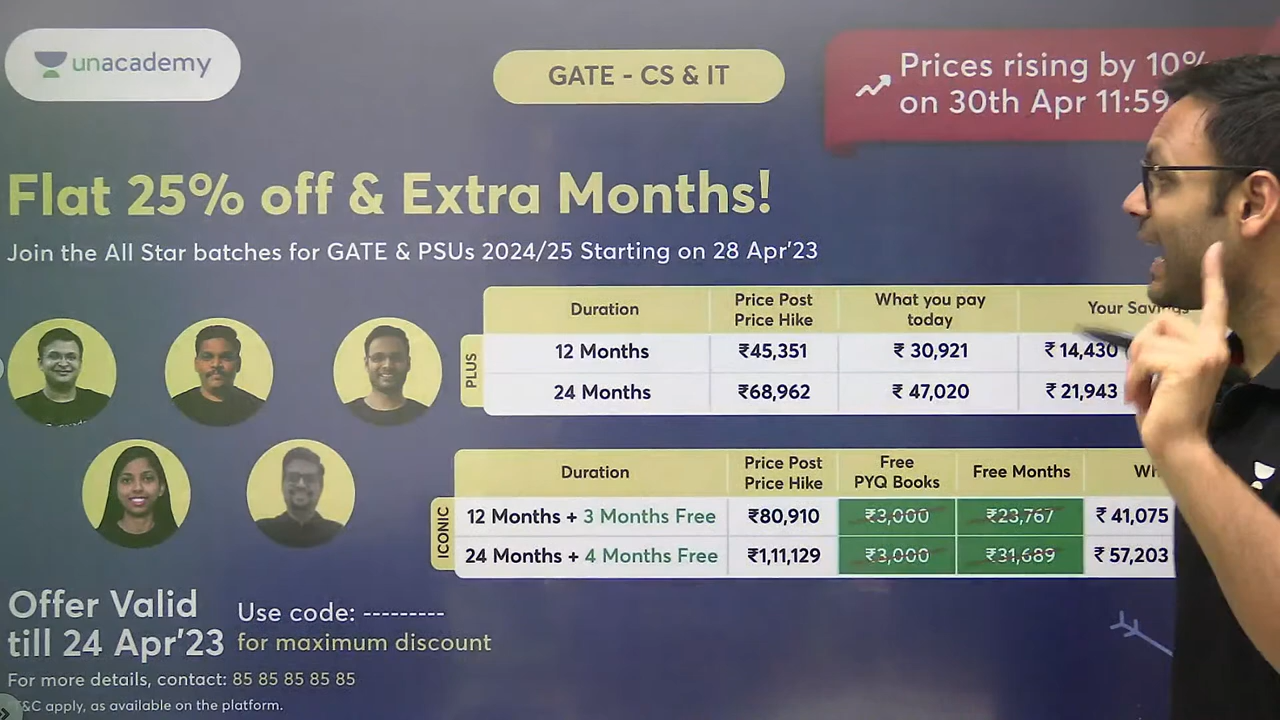 unacademy
GATE - CS & IT
Prices rising by 10%
on 30th Apr 11:59
Flat 25% off & Extra Months!
Join the All Star batches for GATE & PSUs 2024/25 Starting on 28 Apr'23
PLUS
Duration Price Post Price Hike What you pay today Your Savings
12 Months ₹45,351 ₹ 30,921 ₹ 14,430
24 Months ₹68,962 ₹ 47,020 ₹ 21,943
ICONIC
Duration Price Post Price Hike Free PYQ Books Free Months
12 Months + 3 Months Free ₹80,910 ₹3,000 ₹23,767 ₹ 41,075
24 Months + 4 Months Free ₹1,11,129 ₹3,000 ₹31,689 ₹ 57,203
Offer Valid
till 24 Apr'23
Use code: ---------
for maximum discount
For more details, contact: 85 85 85 85 85
T&C apply, as available on the platform.